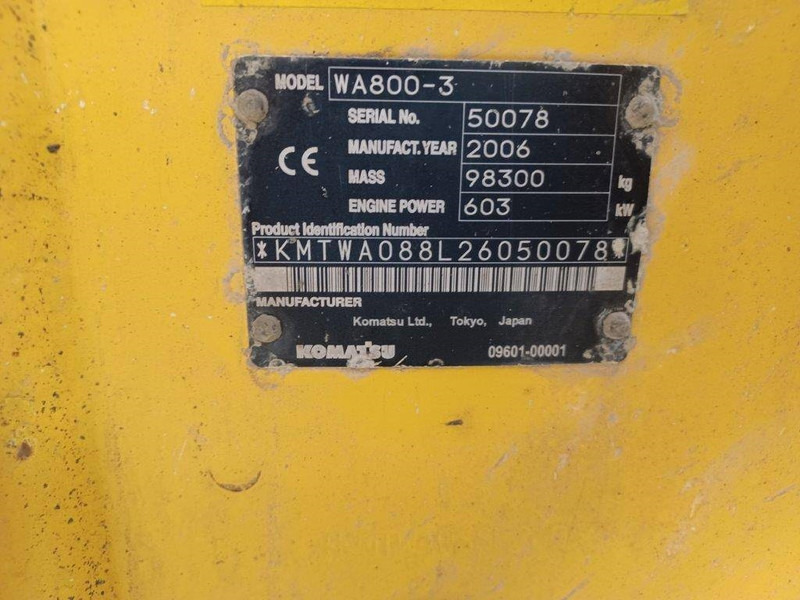 MODEL WA800-3
SERIAL No. 50078
MANUFACT.YEAR 2006
CE
MASS 98300 kg
ENGINE POWER 603 kW
Product Identification Number
*KMTWA088L26050078*
MANUFACTURER
Komatsu Ltd., Tokyo, Japan
KOMATSU 09601-00001